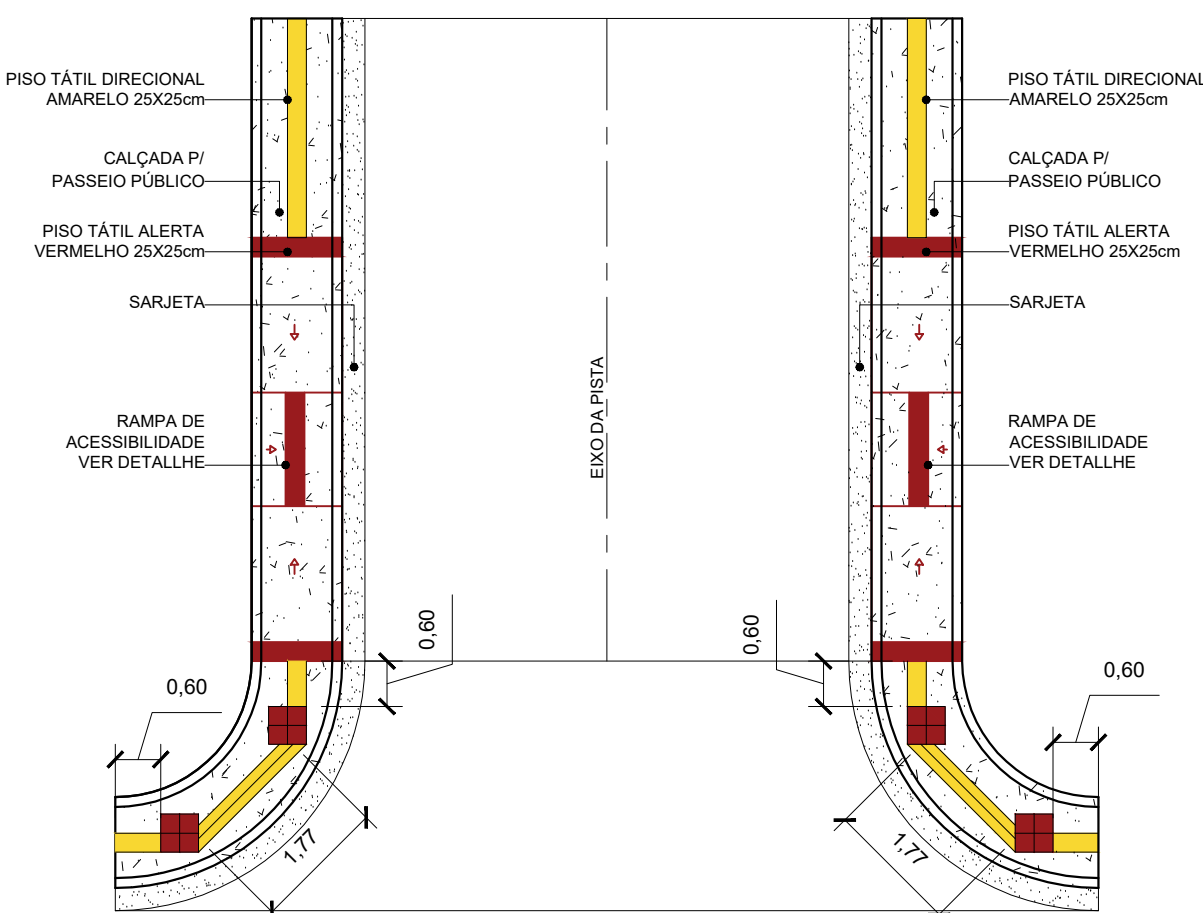 PISO TÁTIL DIRECIONAL
AMARELO 25X25cm
CALÇADA P/
PASSEIO PÚBLICO
PISO TÁTIL ALERTA
VERMELHO 25X25cm
SARJETA
RAMPA DE
ACESSIBILIDADE
VER DETALLHE
0,60
0,60
1,77
EIXO DA PISTA
PISO TÁTIL DIRECIONAL
AMARELO 25X25cm
CALÇADA P/
PASSEIO PÚBLICO
PISO TÁTIL ALERTA
VERMELHO 25X25cm
SARJETA
RAMPA DE
ACESSIBILIDADE
VER DETALLHE
0,60
0,60
1,77